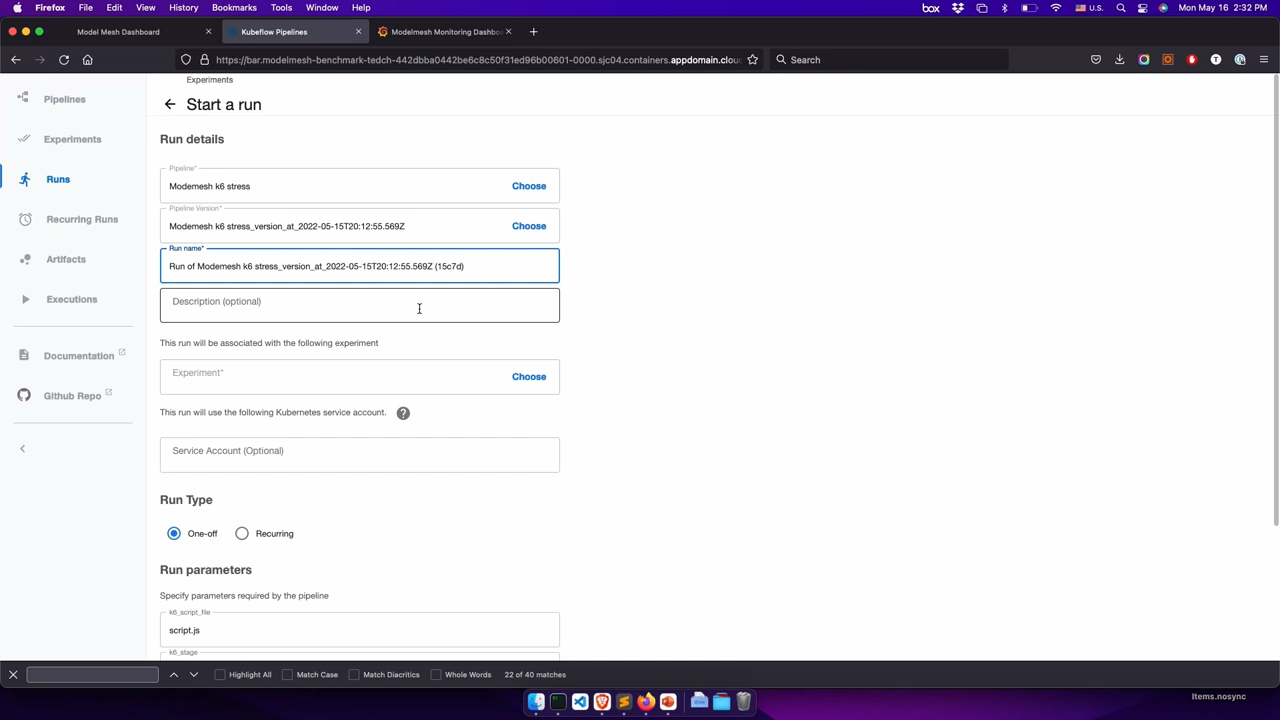 Firefox File Edit View History Bookmarks Tools Window Help box U.S. Mon May 16 2:32 PM
Model Mesh Dashboard Kubeflow Pipelines Modelmesh Monitoring Dashbo
https://bar.modelmesh-benchmark-tedch-442dbba0442be6c8c50f31ed96b00601-0000.sjc04.containers.appdomain.clou Search
Experiments
Start a run
Pipelines
Experiments
Runs
Recurring Runs
Artifacts
Executions
Documentation
Github Repo
Run details
Pipeline*
Modemesh k6 stress Choose
Pipeline Version*
Modemesh k6 stress_version_at_2022-05-15T20:12:55.569Z Choose
Run name*
Run of Modemesh k6 stress_version_at_2022-05-15T20:12:55.569Z (15c7d)
Description (optional)
This run will be associated with the following experiment
Experiment* Choose
This run will use the following Kubernetes service account. ?
Service Account (Optional)
Run Type
One-off Recurring
Run parameters
Specify parameters required by the pipeline
k6_script_file
script.js
k6_stage
Highlight All Match Case Match Diacritics Whole Words 22 of 40 matches
Items.nosync